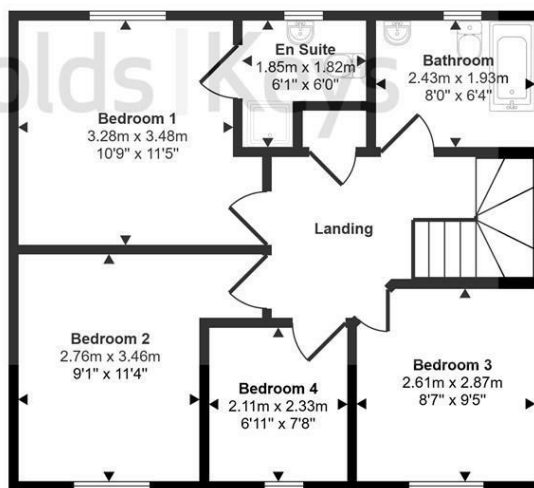 olds Keys
En Suite
1.85m x 1.82m
6'1" x 6'0"
Bathroom
2.43m x 1.93m
8'0" x 6'4"
Bedroom 1
3.28m x 3.48m
10'9" x 11'5"
Landing
Bedroom 2
2.76m x 3.46m
9'1" x 11'4"
Bedroom 4
2.11m x 2.33m
6'11" x 7'8"
Bedroom 3
2.61m x 2.87m
8'7" x 9'5"